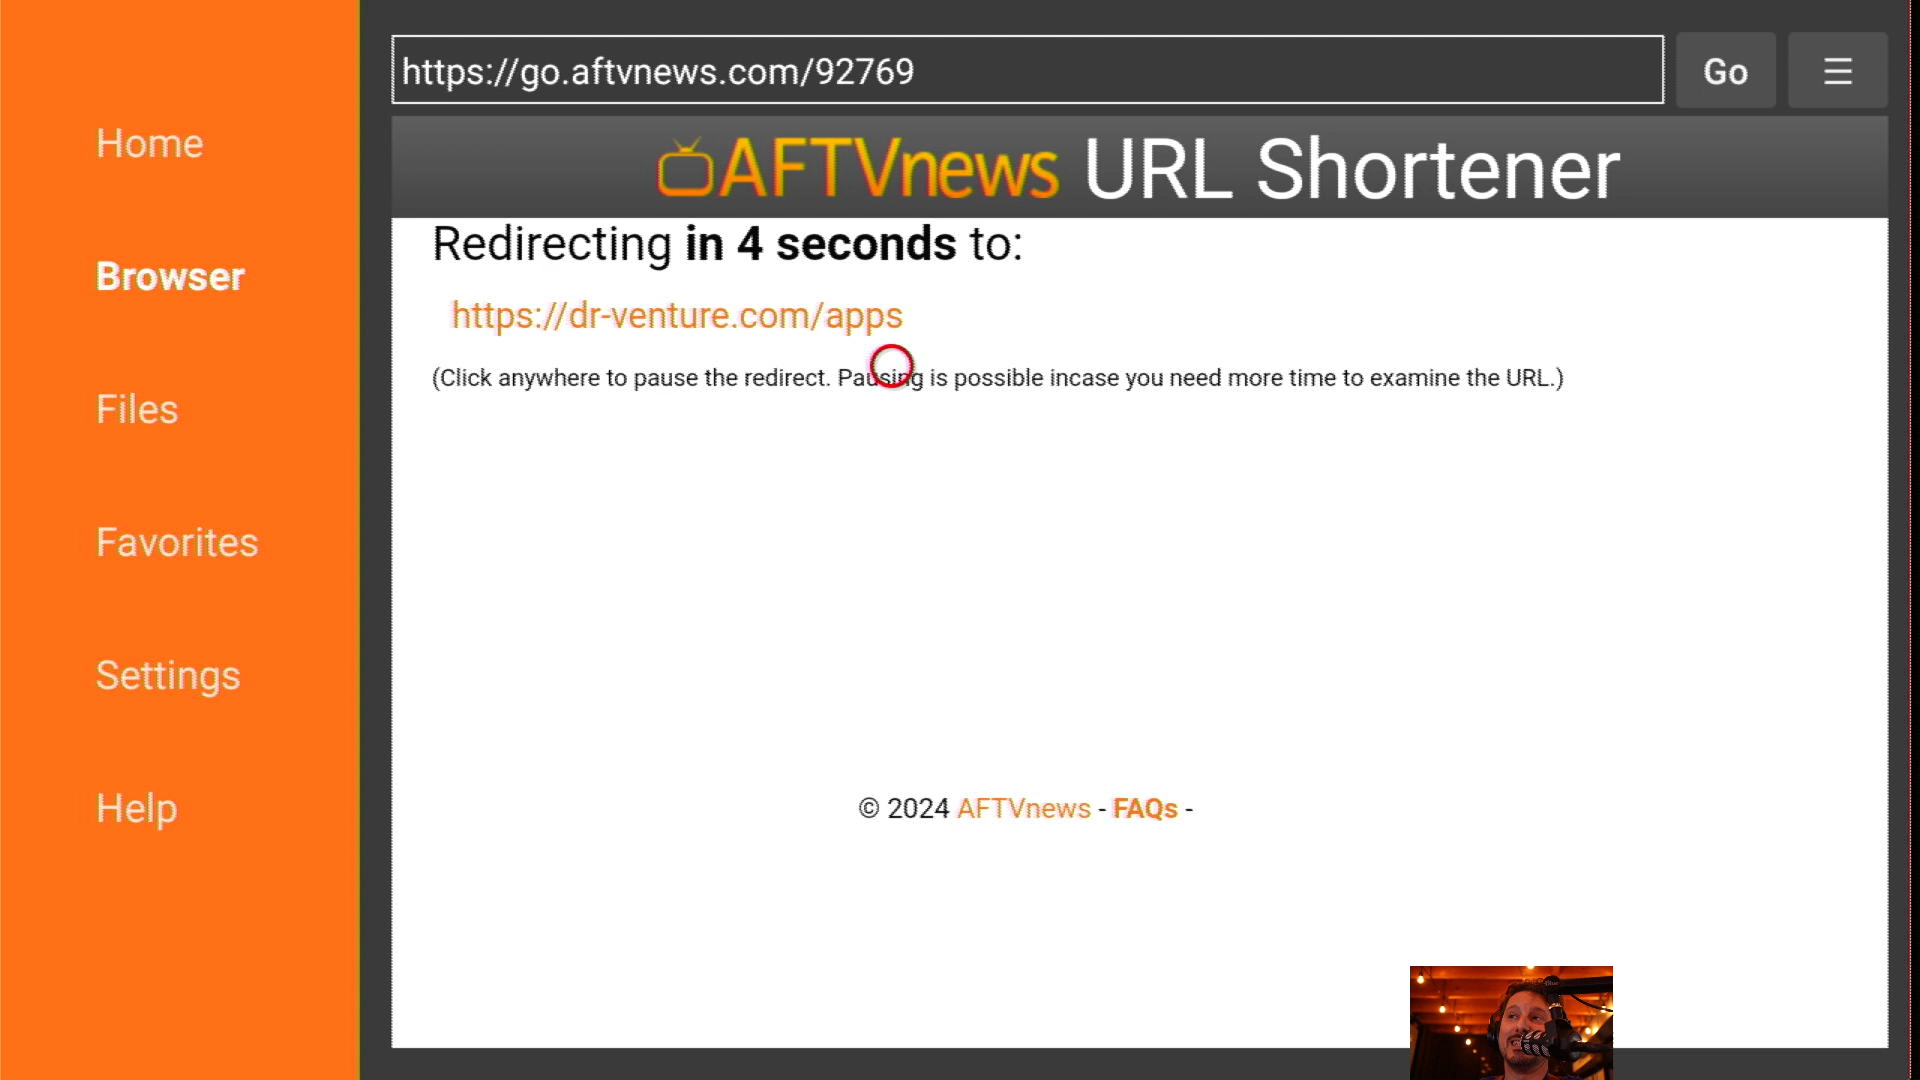 https://go.aftvnews.com/92769
Go
Home
Browser
Files
Favorites
Settings
Help
AFTVnews URL Shortener
Redirecting in 4 seconds to:
https://dr-venture.com/apps
(Click anywhere to pause the redirect. Pausing is possible incase you need more time to examine the URL.)
© 2024 AFTVnews - FAQs -